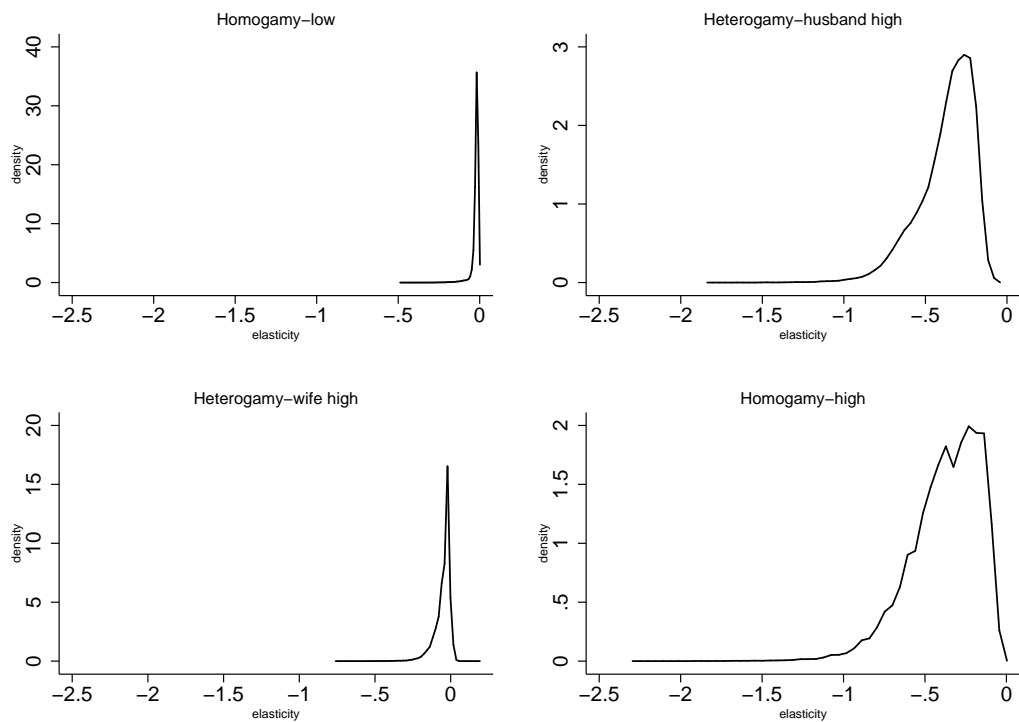 Homogamy−low
density
40
30
20
10
0
−2.5 −2 −1.5 −1 −.5 0
elasticity
Heterogamy−husband high
density
3
2
1
0
−2.5 −2 −1.5 −1 −.5 0
elasticity
Heterogamy−wife high
density
20
15
10
5
0
−2.5 −2 −1.5 −1 −.5 0
elasticity
Homogamy−high
density
2
1.5
1
.5
0
−2.5 −2 −1.5 −1 −.5 0
elasticity